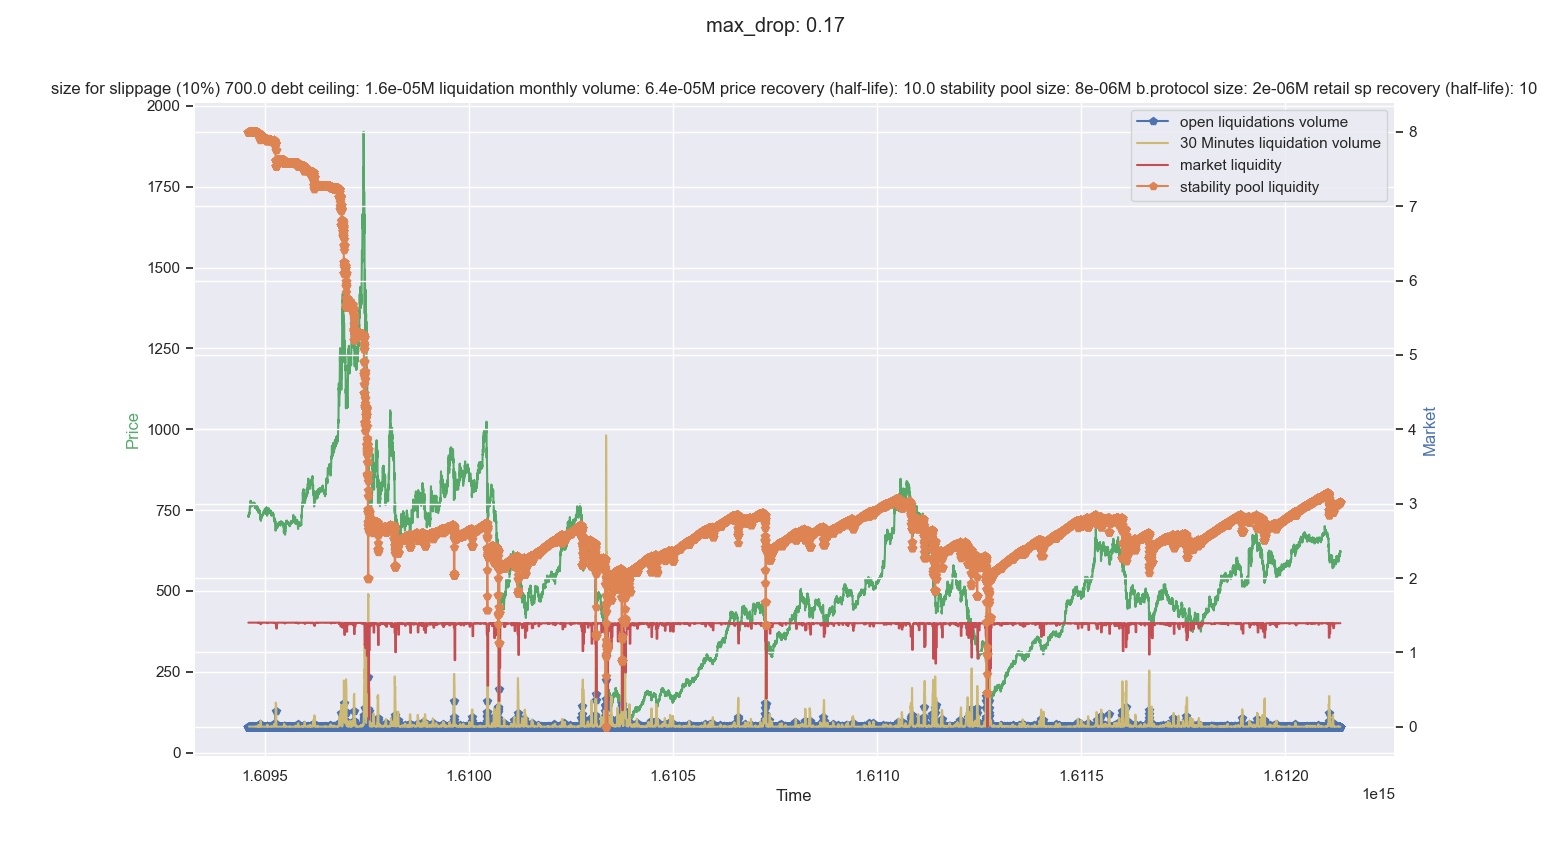 max_drop: 0.17
size for slippage (10%) 700.0 debt ceiling: 1.6e-05M liquidation monthly volume: 6.4e-05M price recovery (half-life): 10.0 stability pool size: 8e-06M b.protocol size: 2e-06M retail sp recovery (half-life): 10
open liquidations volume
30 Minutes liquidation volume
market liquidity
stability pool liquidity
2000
1750
1500
1250
1000
750
500
250
0
Price
8
7
6
5
4
3
2
1
0
Market
1.6095 1.6100 1.6105 1.6110 1.6115 1.6120
Time
1e15